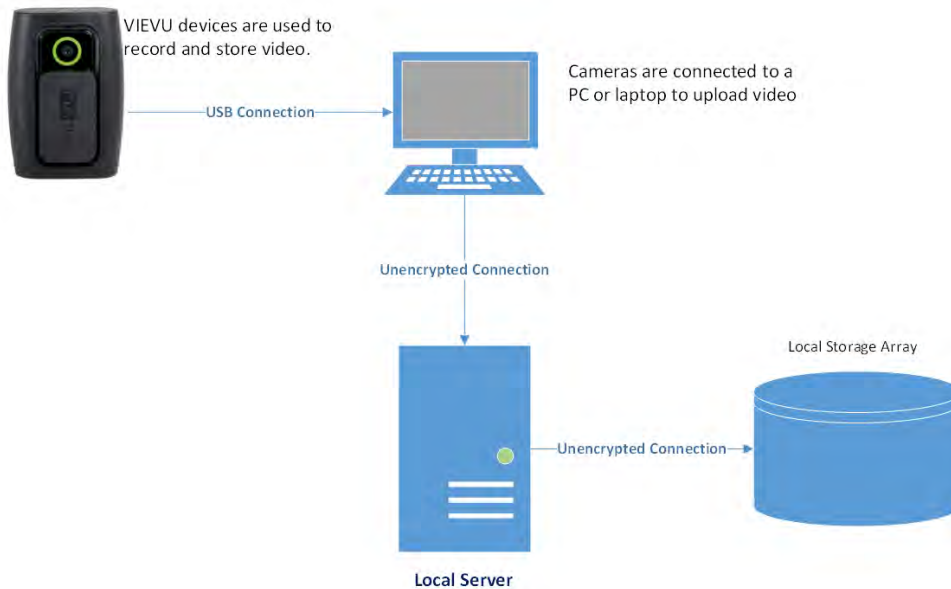 VIEVU devices are used to
record and store video.
USB Connection
Cameras are connected to a
PC or laptop to upload video
Unencrypted Connection
Local Storage Array
Unencrypted Connection
Local Server